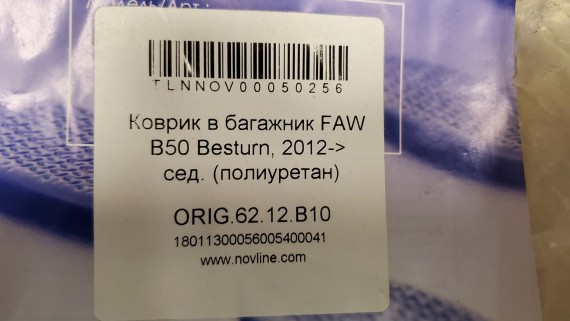 TLNNOV00050256
Коврик в багажник FAW
B50 Besturn, 2012->
сед. (полиуретан)
ORIG.62.12.B10
18011300056005400041
www.novline.com